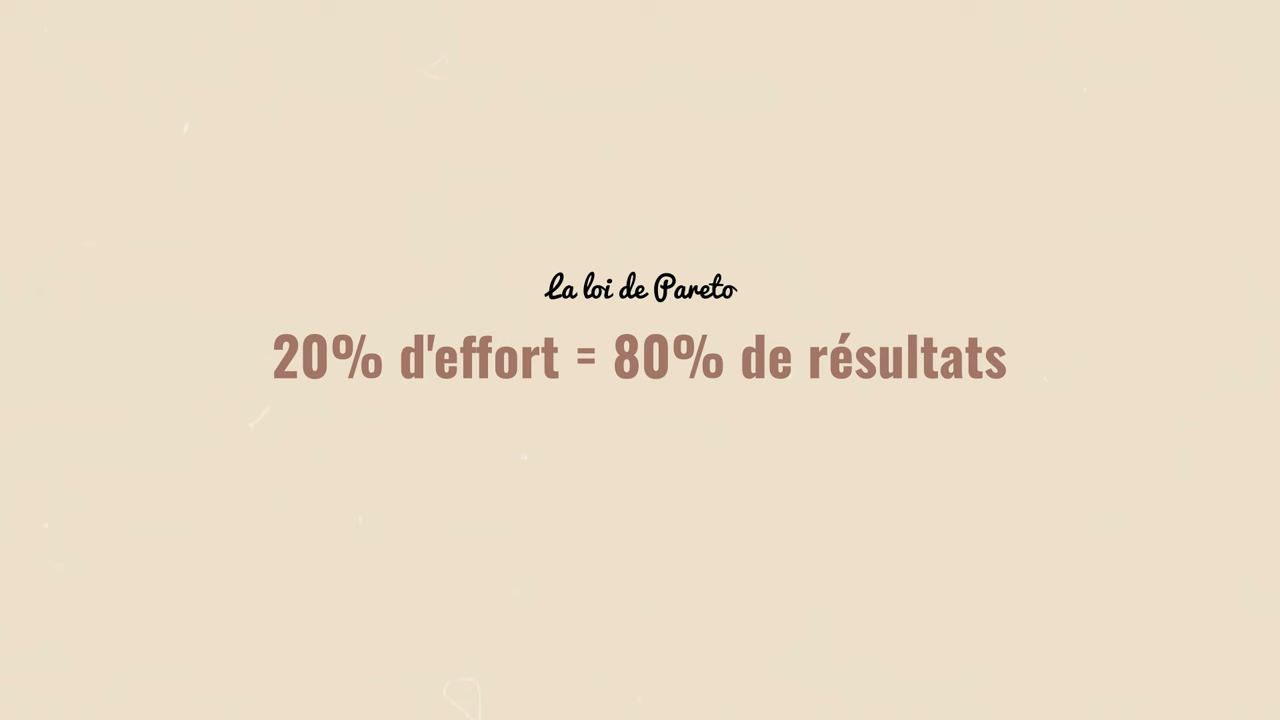 La loi de Pareto
20% d'effort = 80% de résultats